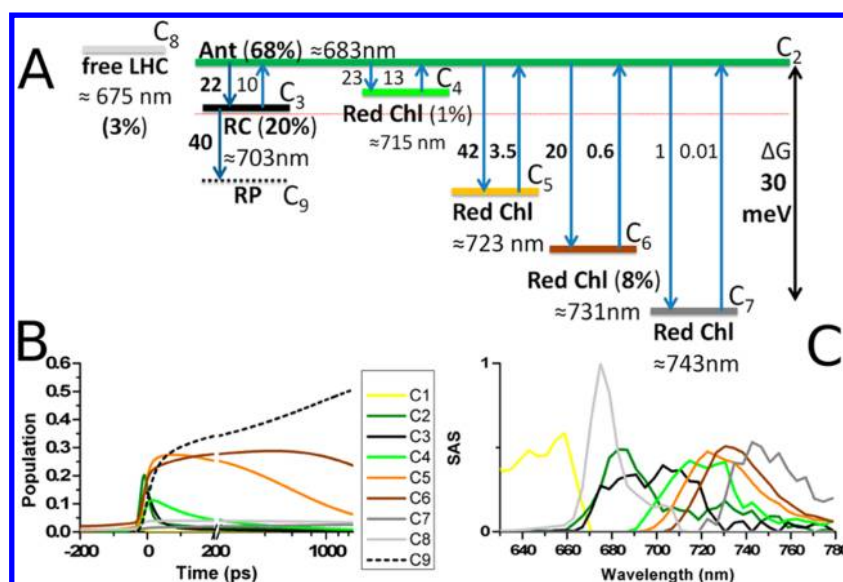 A
C8
free LHC
≈ 675 nm
(3%)
Ant (68%) ≈683nm
C2
22
10
C3
RC (20%)
≈703nm
40
RP
C9
23
13
C4
Red Chl (1%)
≈715 nm
42
3.5
C5
Red Chl
≈723 nm
20
0.6
C6
Red Chl (8%)
≈731nm
1
0.01
C7
Red Chl
≈743nm
ΔG
30
meV
B
Population
0.6
0.5
0.4
0.3
0.2
0.1
0.0
-200
0
200
1000
Time (ps)
C1
C2
C3
C4
C5
C6
C7
C8
C9
C
SAS
1
0
640
660
680
700
720
740
760
780
Wavelength (nm)